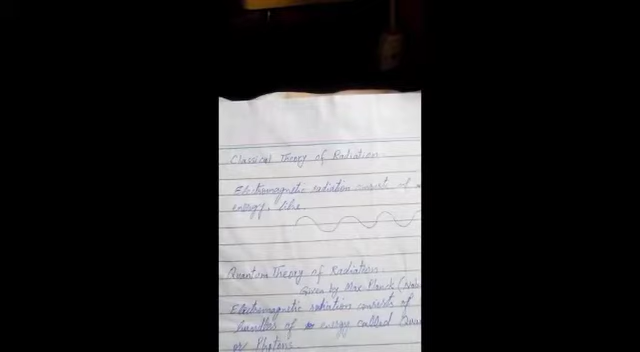 Classical Theory of Radiation
Electromagnetic radiation consists of
energy, like
Quantum Theory of Radiation
Given by Max Planck (
Electromagnetic radiation consists of
bundles of energy called
or Photons